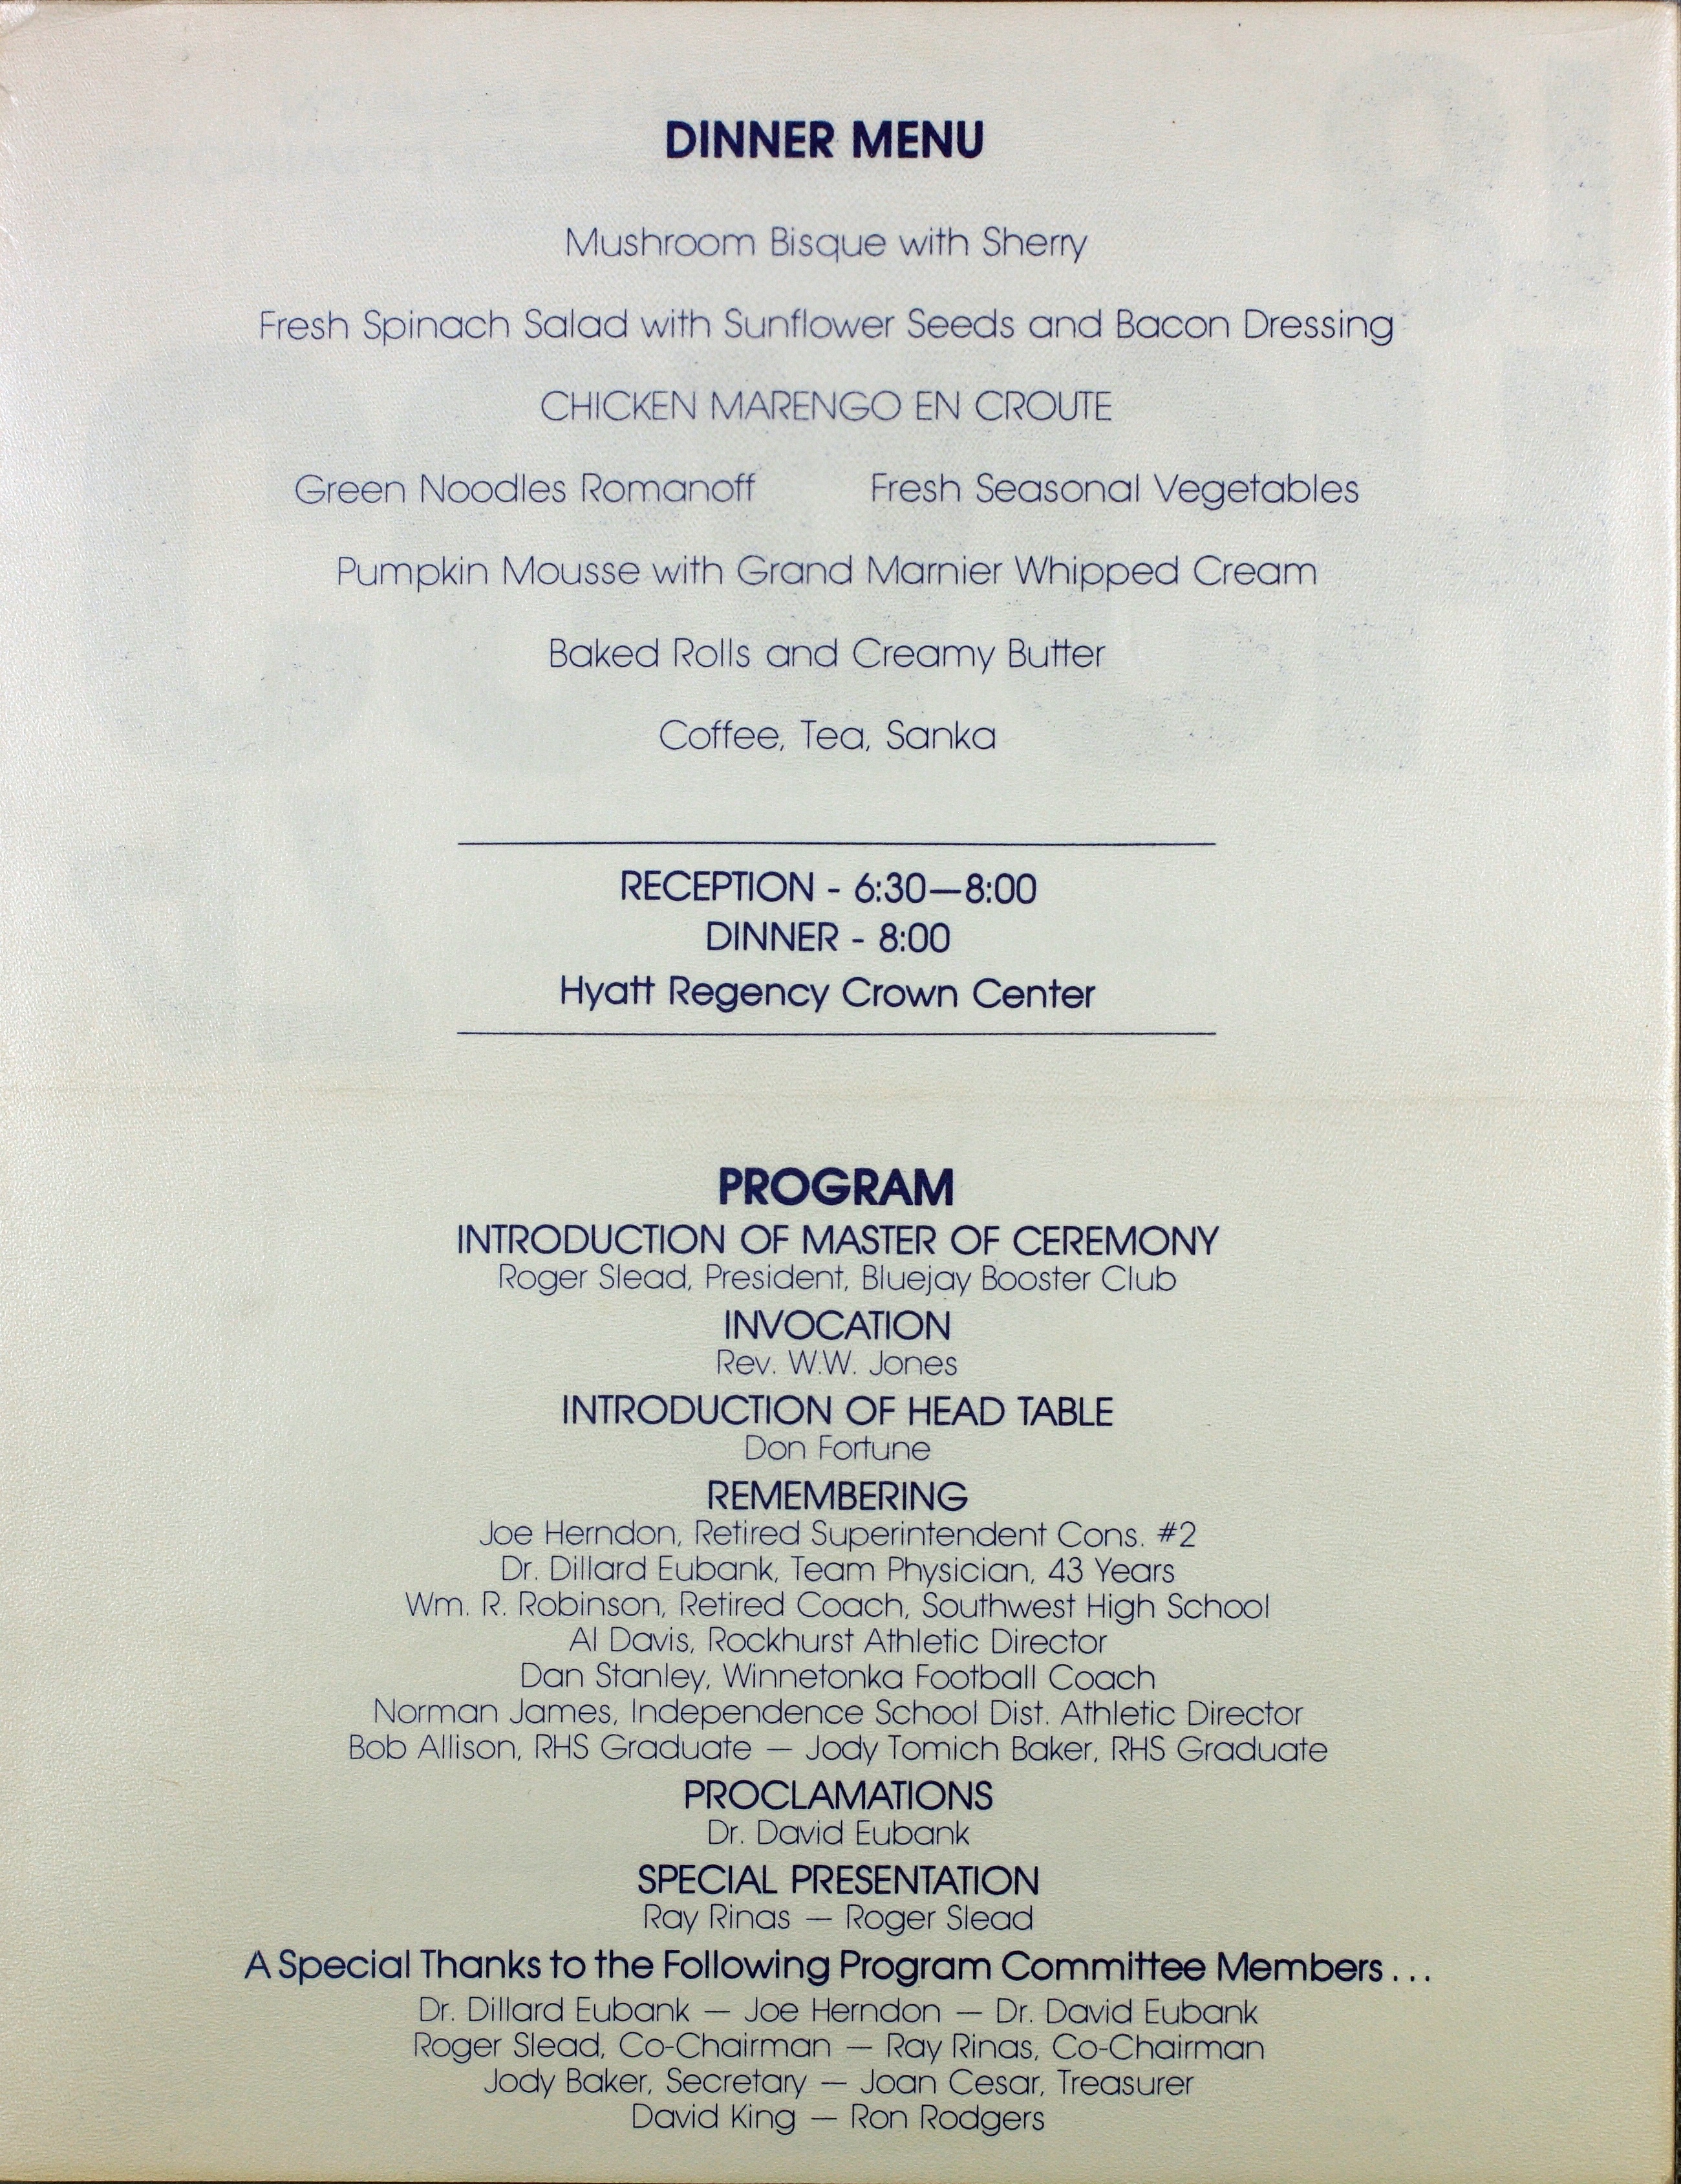 DINNER MENU
Mushroom Bisque with Sherry
Fresh Spinach Salad with Sunflower Seeds and Bacon Dressing
CHICKEN MARENGO EN CROUTE
Green Noodles Romanoff Fresh Seasonal Vegetables
Pumpkin Mousse with Grand Marnier Whipped Cream
Baked Rolls and Creamy Butter
Coffee, Tea, Sanka
RECEPTION - 6:30—8:00
DINNER - 8:00
Hyatt Regency Crown Center
PROGRAM
INTRODUCTION OF MASTER OF CEREMONY
Roger Slead, President, Bluejay Booster Club
INVOCATION
Rev. W.W. Jones
INTRODUCTION OF HEAD TABLE
Don Fortune
REMEMBERING
Joe Herndon, Retired Superintendent Cons. #2
Dr. Dillard Eubank, Team Physician, 43 Years
Wm. R. Robinson, Retired Coach, Southwest High School
Al Davis, Rockhurst Athletic Director
Dan Stanley, Winnetonka Football Coach
Norman James, Independence School Dist. Athletic Director
Bob Allison, RHS Graduate — Jody Tomich Baker, RHS Graduate
PROCLAMATIONS
Dr. David Eubank
SPECIAL PRESENTATION
Ray Rinas — Roger Slead
A Special Thanks to the Following Program Committee Members...
Dr. Dillard Eubank — Joe Herndon — Dr. David Eubank
Roger Slead, Co-Chairman — Ray Rinas, Co-Chairman
Jody Baker, Secretary — Joan Cesar, Treasurer
David King — Ron Rodgers